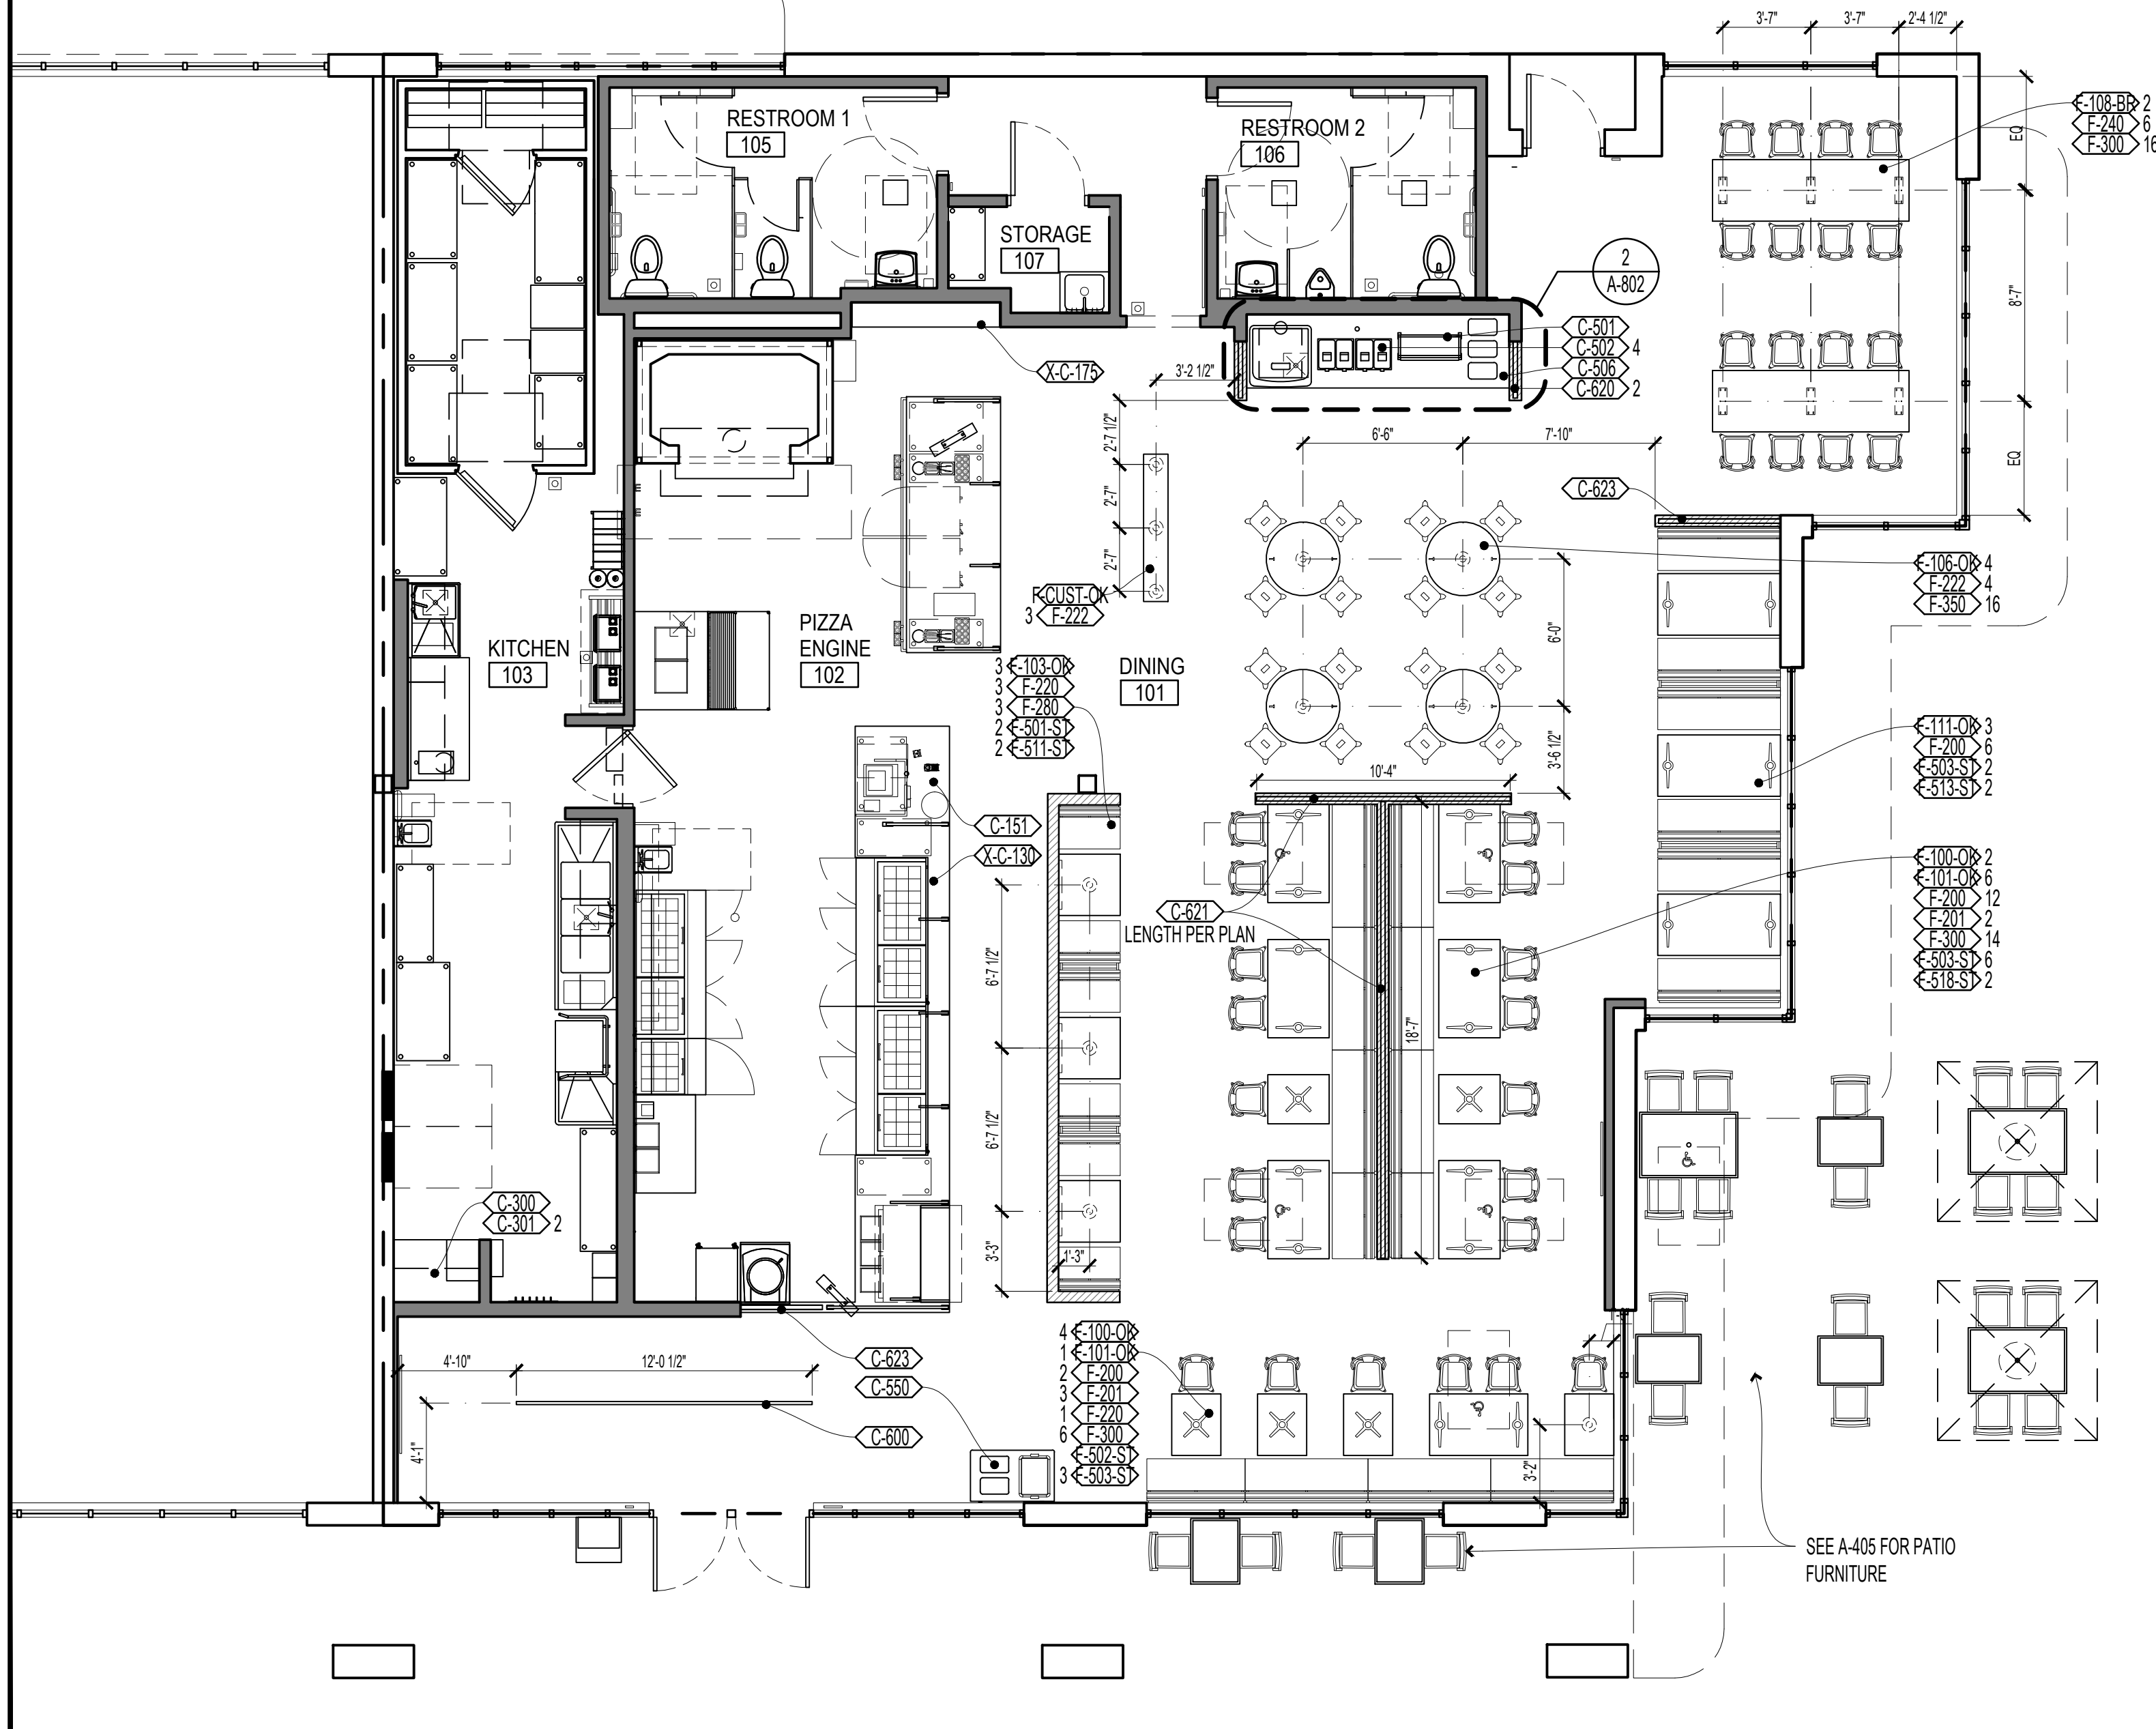 3'-7"
3'-7"
2'-4 1/2"
F-108-BR 2
F-240 6
F-300 16
EQ
8'-7"
EQ
RESTROOM 1
105
RESTROOM 2
106
STORAGE
107
2
A-802
C-501
C-502 4
C-506
C-620 2
X-C-175
3'-2 1/2"
2'-7 1/2"
2'-7"
2'-7"
6'-6"
7'-10"
C-623
F-CUST-OK
3 F-222
F-106-OK 4
F-222 4
F-350 16
6'-0"
3'-6 1/2"
KITCHEN
103
PIZZA
ENGINE
102
DINING
101
3 F-103-OK
3 F-220
3 F-280
2 F-501-ST
2 F-511-ST
F-111-OK 3
F-200 6
F-503-ST 2
F-513-ST 2
10'-4"
C-151
X-C-130
F-100-OK 2
F-101-OK 6
F-200 12
F-201 2
F-300 14
F-503-ST 6
F-518-ST 2
C-621
LENGTH PER PLAN
6'-7 1/2"
18'-7"
6'-7 1/2"
3'-3"
1'-3"
C-300
C-301 2
4'-10"
12'-0 1/2"
4'-1"
C-623
C-550
C-600
4 F-100-OK
1 F-101-OK
2 F-200
3 F-201
1 F-220
6 F-300
F-502-ST
3 F-503-ST
3'-2"
SEE A-405 FOR PATIO
FURNITURE